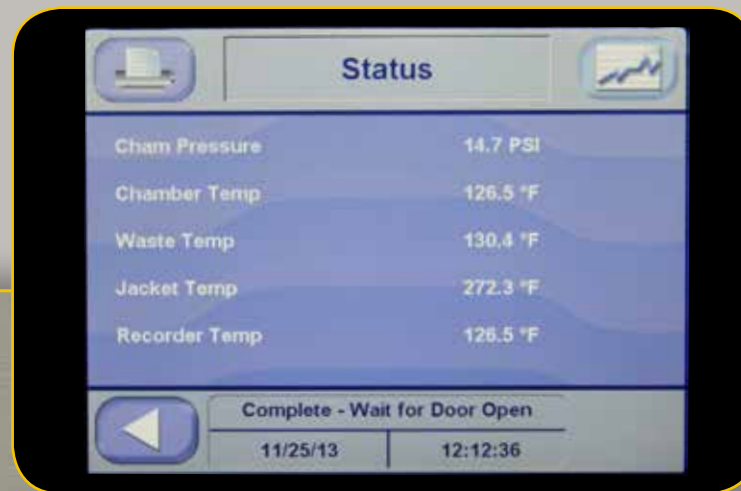 Status
Cham Pressure 14.7 PSI
Chamber Temp 126.5 °F
Waste Temp 130.4 °F
Jacket Temp 272.3 °F
Recorder Temp 126.5 °F
Complete - Wait for Door Open
11/25/13 12:12:36